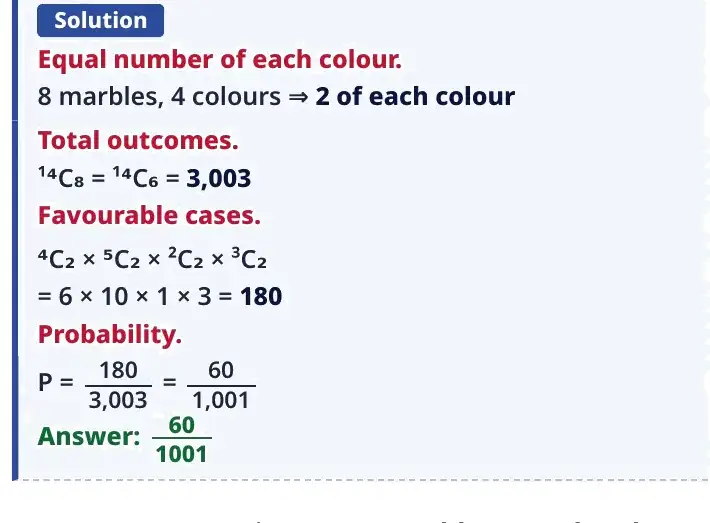 Solution
Equal number of each colour.
8 marbles, 4 colours ⇒ 2 of each colour
Total outcomes.
¹⁴C₈ = ¹⁴C₆ = 3,003
Favourable cases.
⁴C₂ × ⁵C₂ × ²C₂ × ³C₂
= 6 × 10 × 1 × 3 = 180
Probability.
P = 180/3,003 = 60/1,001
Answer: 60/1001